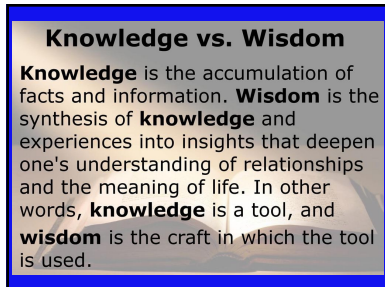 Knowledge vs. Wisdom
Knowledge is the accumulation of
facts and information. Wisdom is the
synthesis of knowledge and
experiences into insights that deepen
one's understanding of relationships
and the meaning of life. In other
words, knowledge is a tool, and
wisdom is the craft in which the tool
is used.